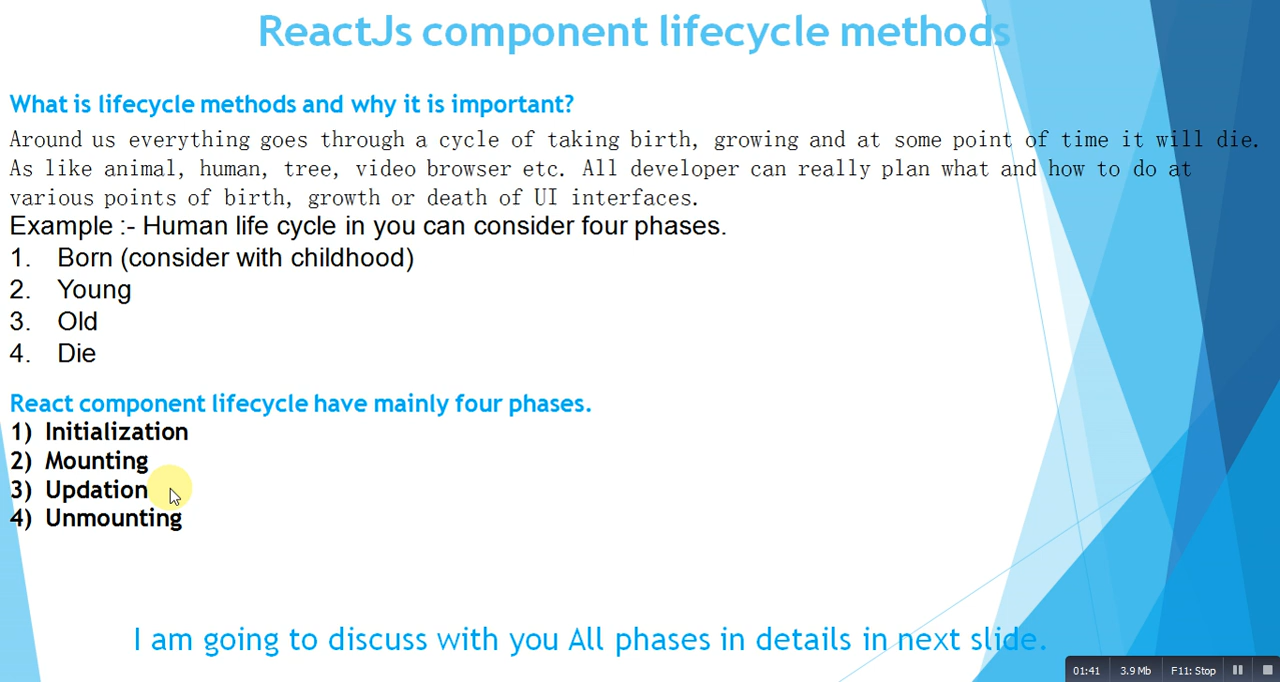 ReactJs component lifecycle methods
What is lifecycle methods and why it is important?
Around us everything goes through a cycle of taking birth, growing and at some point of time it will die.
As like animal, human, tree, video browser etc. All developer can really plan what and how to do at
various points of birth, growth or death of UI interfaces.
Example :- Human life cycle in you can consider four phases.
1. Born (consider with childhood)
2. Young
3. Old
4. Die
React component lifecycle have mainly four phases.
1) Initialization
2) Mounting
3) Updation
4) Unmounting
I am going to discuss with you All phases in details in next slide.
01:41 3.9 Mb F11: Stop